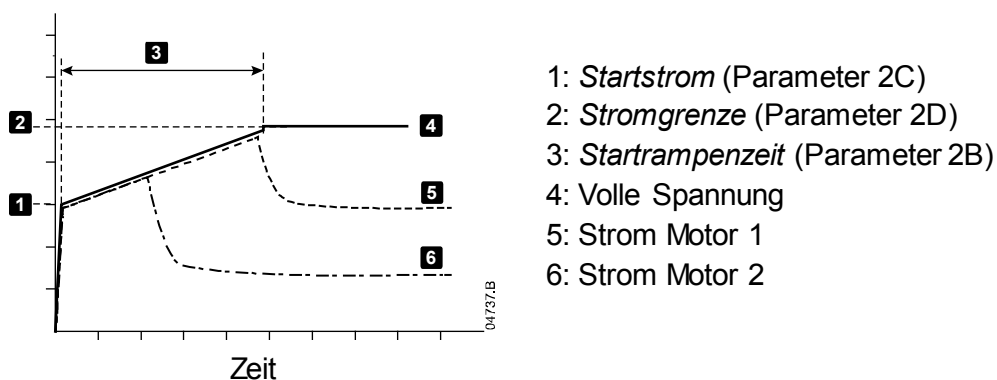 3
2
4
1
5
6
04737.B
Zeit
1: Startstrom (Parameter 2C)
2: Stromgrenze (Parameter 2D)
3: Startrampenzeit (Parameter 2B)
4: Volle Spannung
5: Strom Motor 1
6: Strom Motor 2